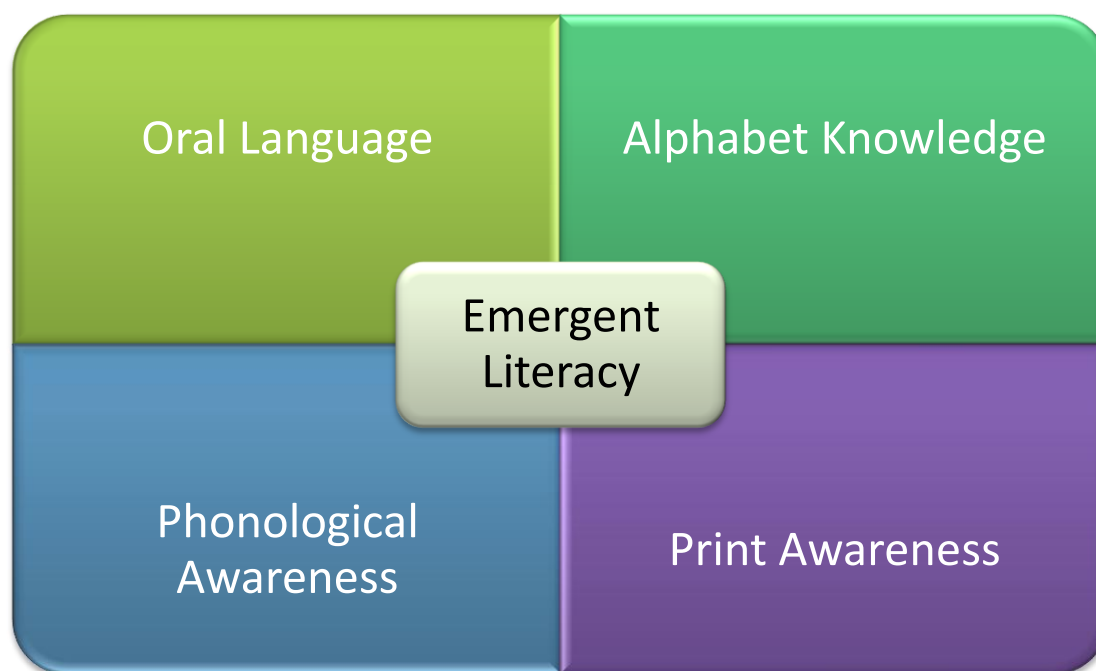 Oral Language
Alphabet Knowledge
Emergent
Literacy
Phonological
Awareness
Print Awareness